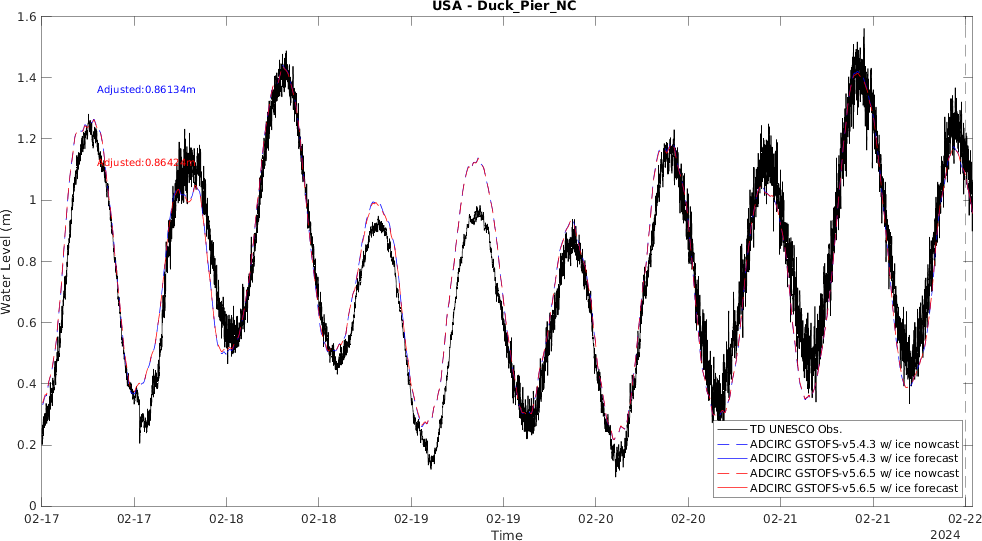 USA - Duck_Pier_NC
1.6
1.4
1.2
1
0.8
0.6
0.4
0.2
0
Water Level (m)
Adjusted:0.86134m
TD UNESCO Obs.
ADCIRC GSTOFS-v5.4.3 w/ ice nowcast
ADCIRC GSTOFS-v5.4.3 w/ ice forecast
ADCIRC GSTOFS-v5.6.5 w/ ice nowcast
ADCIRC GSTOFS-v5.6.5 w/ ice forecast
02-17 02-17 02-18 02-18 02-19 02-19 02-20 02-20 02-21 02-21 02-22
Time
2024